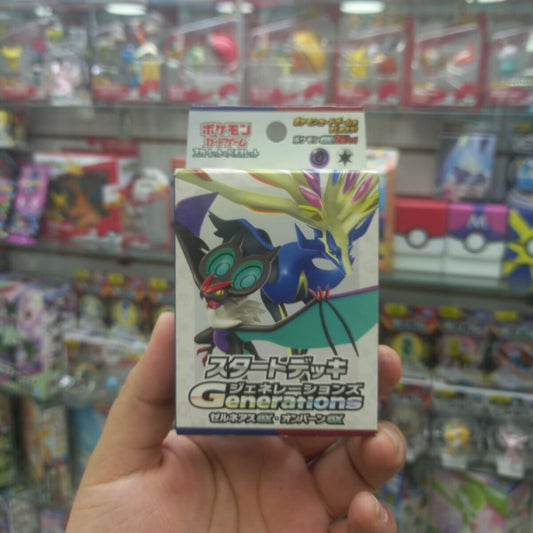 ポケモン
カードゲーム
スカーレット&バイオレット
スタートデッキ
ジェネレーションズ
Generations
ゼルネアスex・オンバーンex